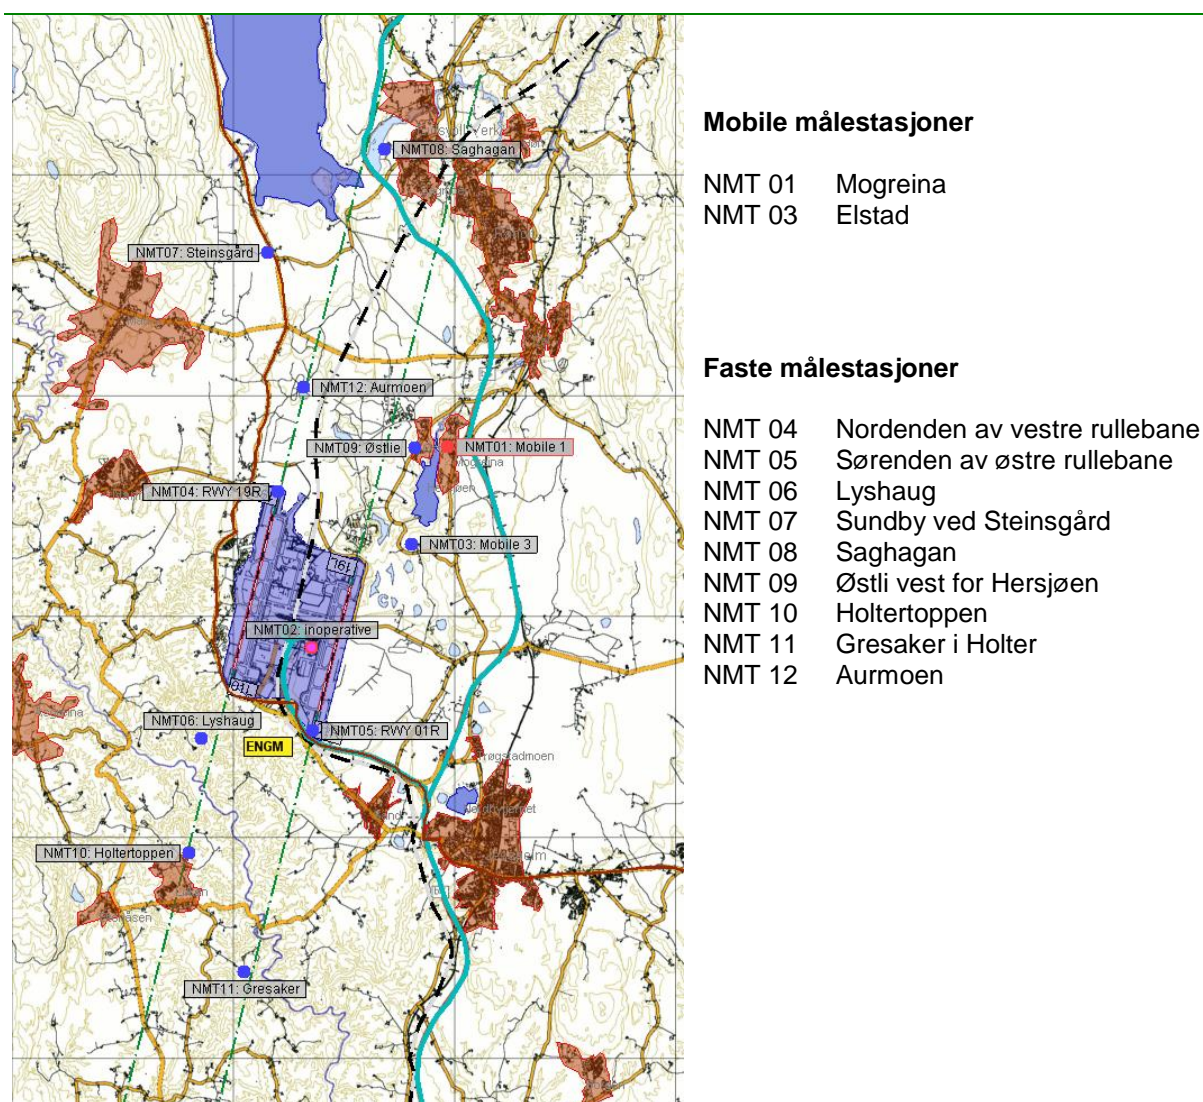 Mobile målestasjoner
NMT 01 Mogreina
NMT 03 Elstad
Faste målestasjoner
NMT 04 Nordenden av vestre rullebane
NMT 05 Sørenden av østre rullebane
NMT 06 Lyshaug
NMT 07 Sundby ved Steinsgård
NMT 08 Saghagan
NMT 09 Østli vest for Hersjøen
NMT 10 Holtertoppen
NMT 11 Gresaker i Holter
NMT 12 Aurmoen
NMT08: Saghagan
NMT07: Steinsgård
NMT12: Aurmoen
NMT09: Østlie
NMT01: Mobile 1
Mogreina
NMT04: RWY 19R
NMT03: Mobile 3
19L
NMT02: inoperative
NMT06: Lyshaug
NMT05: RWY 01R
ENGM
NMT10: Holtertoppen
NMT11: Gresaker